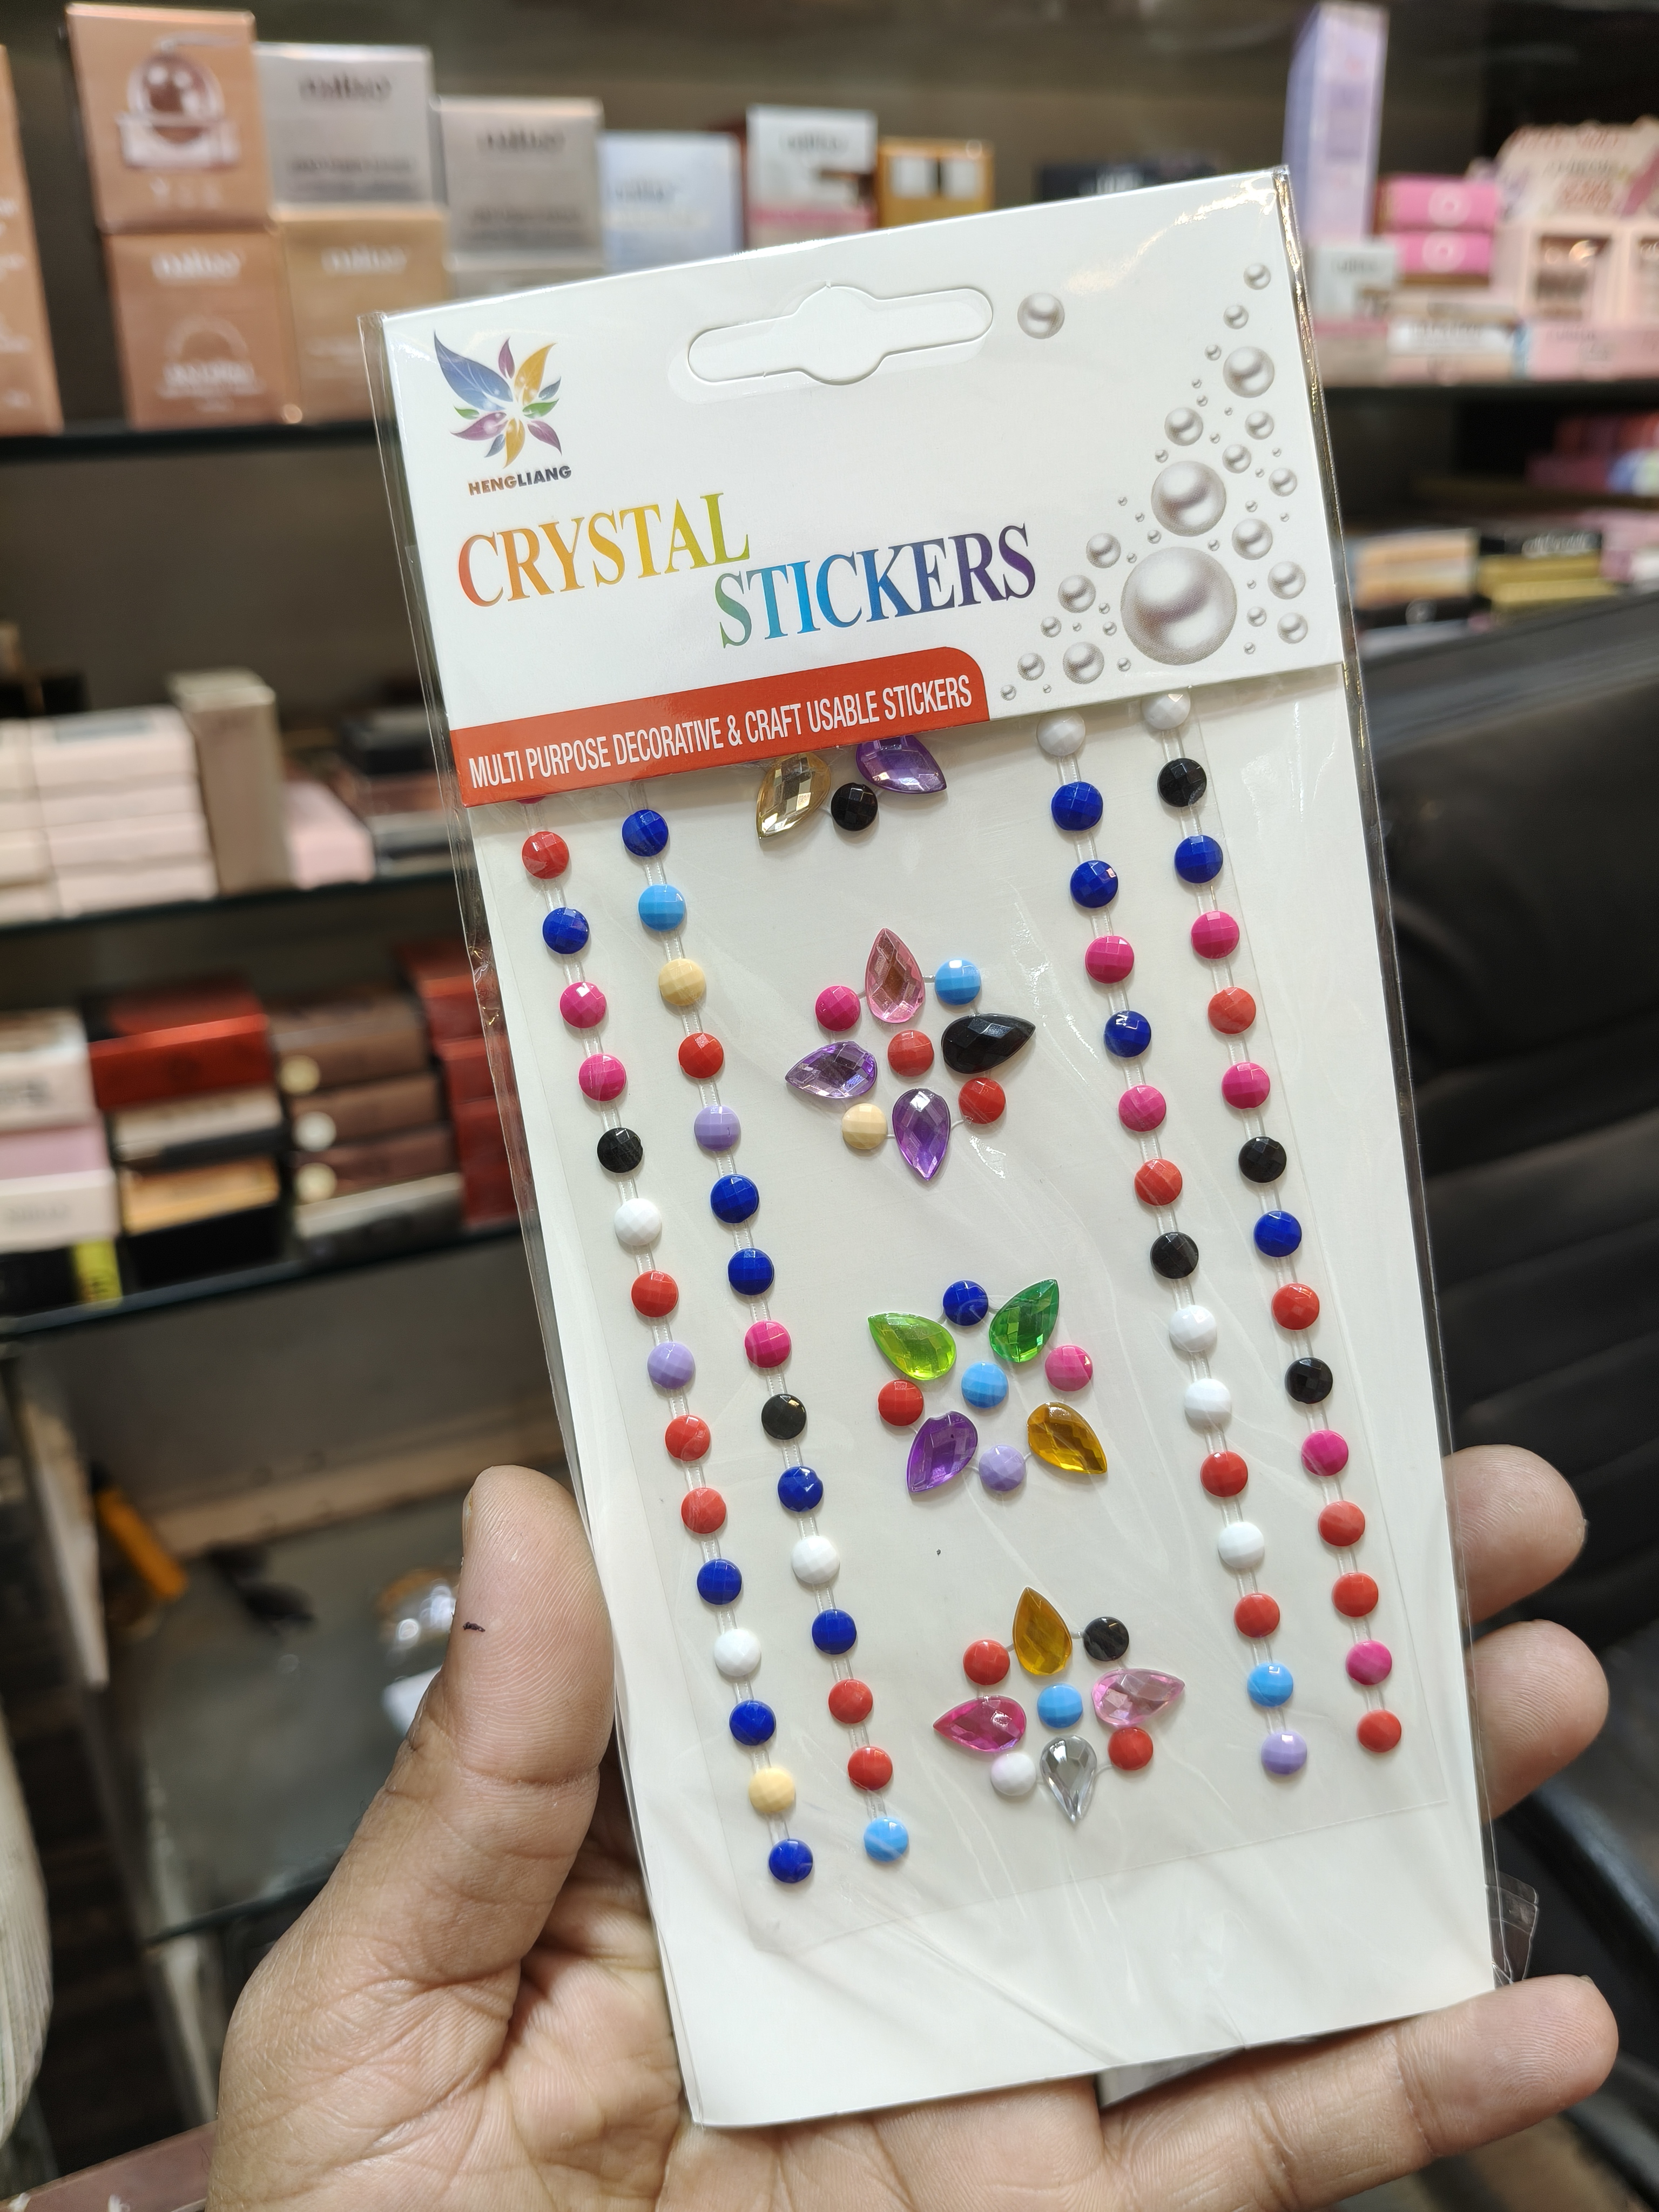 HENGLIANG
CRYSTAL
STICKERS
MULTI PURPOSE DECORATIVE & CRAFT USABLE STICKERS